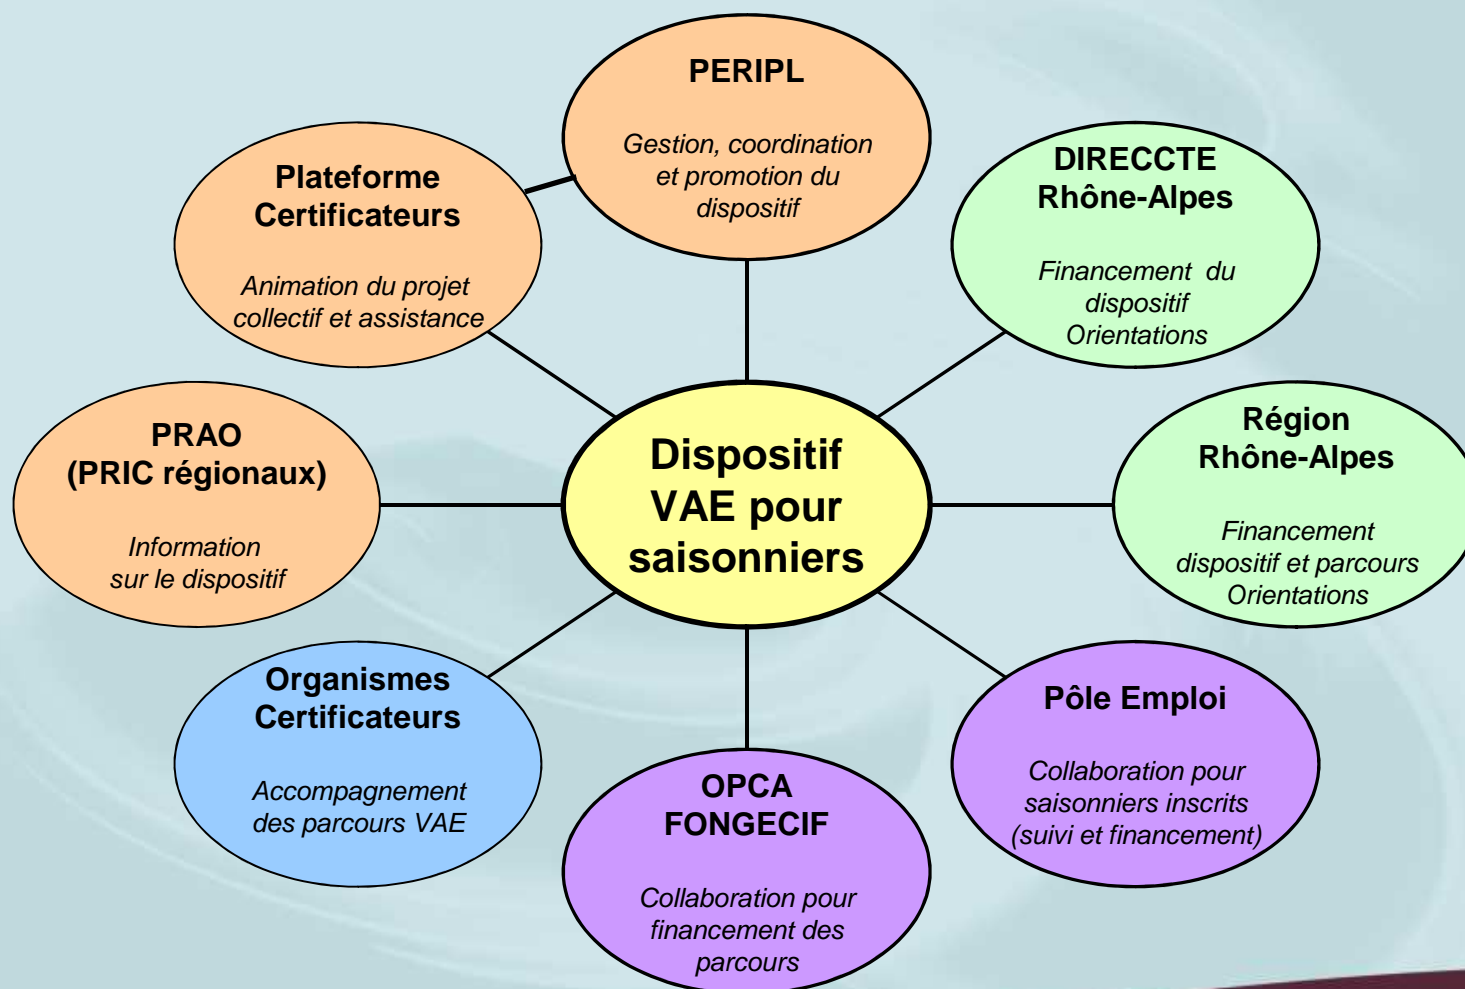 PERIPL
Gestion, coordination
et promotion du
dispositif
Plateforme
Certificateurs
Animation du projet
collectif et assistance
DIRECCTE
Rhône-Alpes
Financement du
dispositif
Orientations
PRAO
(PRIC régionaux)
Information
sur le dispositif
Dispositif
VAE pour
saisonniers
Région
Rhône-Alpes
Financement
dispositif et parcours
Orientations
Organismes
Certificateurs
Accompagnement
des parcours VAE
OPCA
FONGECIF
Collaboration pour
financement des
parcours
Pôle Emploi
Collaboration pour
saisonniers inscrits
(suivi et financement)